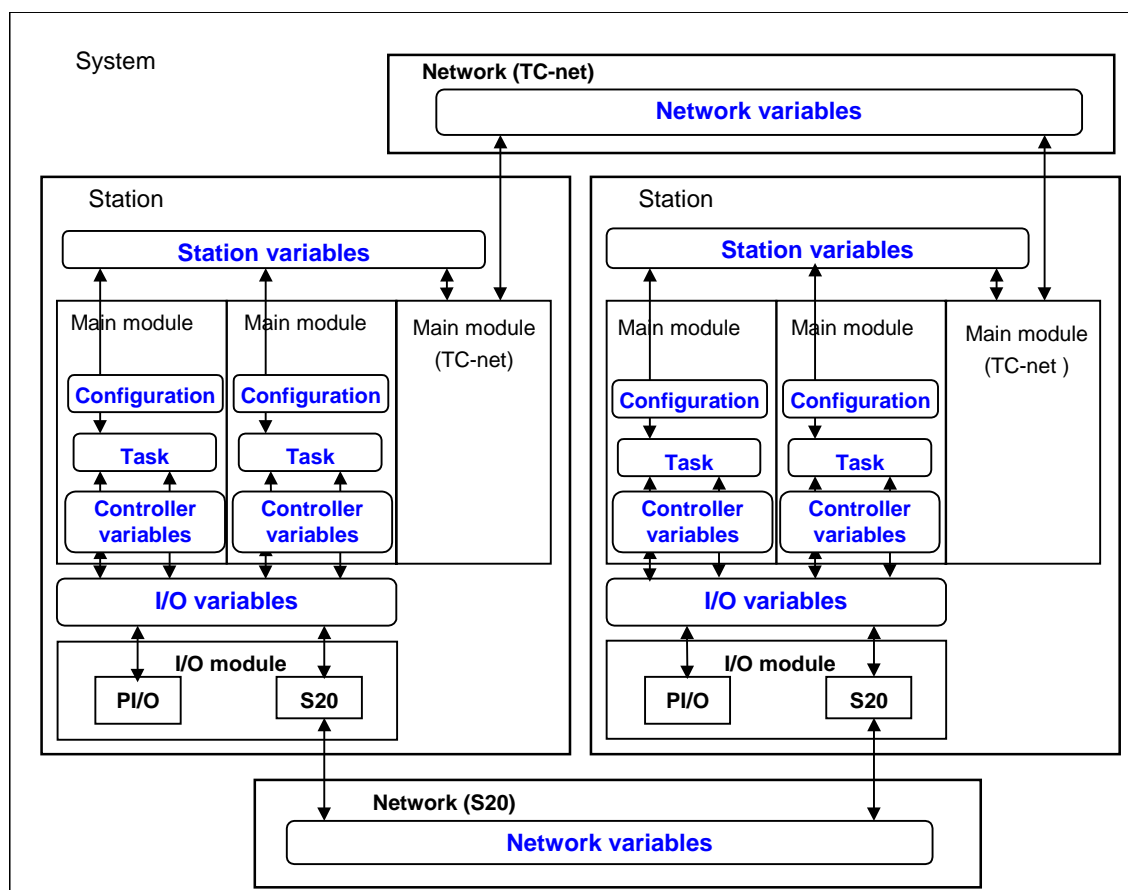 System
Network (TC-net)
Network variables
Station
Station variables
Main module
Main module
Main module
(TC-net)
Configuration
Configuration
Task
Task
Controller
variables
Controller
variables
I/O variables
I/O module
PI/O
S20
Station
Station variables
Main module
Main module
Main module
(TC-net )
Configuration
Configuration
Task
Task
Controller
variables
Controller
variables
I/O variables
I/O module
PI/O
S20
Network (S20)
Network variables